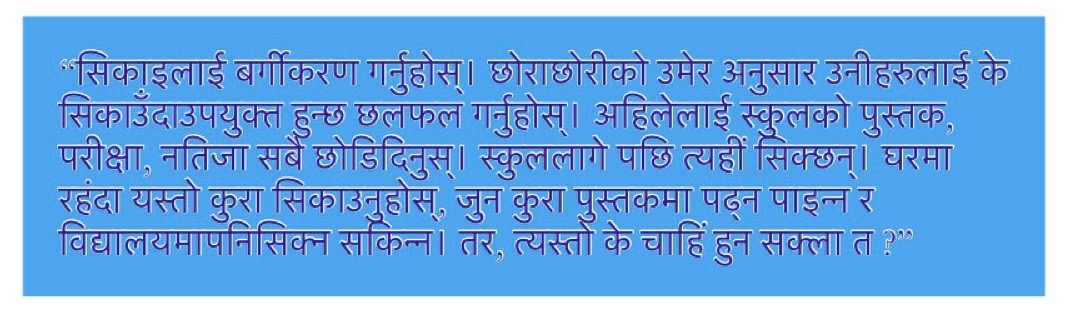 “सिकाइलाई बर्गीकरण गर्नुहोस्। छोराछोरीको उमेर अनुसार उनीहरुलाई के
सिकाउँदाउपयुक्त हुन्छ छलफल गर्नुहोस्। अहिलेलाई स्कुलको पुस्तक,
परीक्षा, नतिजा सबै छोडिदिनुस्। स्कुललागे पछि त्यहीं सिक्छन्। घरमा
रहंदा यस्तो कुरा सिकाउनुहोस्, जुन कुरा पुस्तकमा पढ्न पाइन्न र
विद्यालयमापनिसिक्न सकिन्न। तर, त्यस्तो के चाहिं हुन सक्ला त ?”